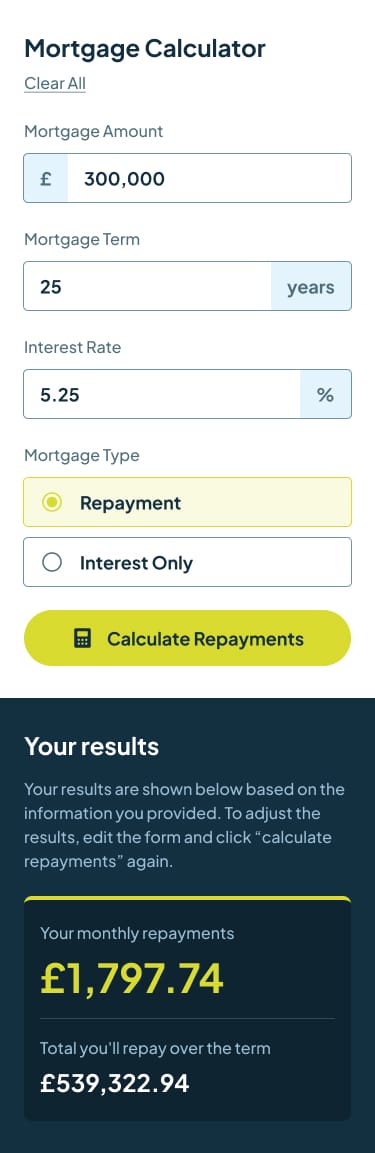 Mortgage Calculator
Clear All
Mortgage Amount
£ 300,000
Mortgage Term
25 years
Interest Rate
5.25 %
Mortgage Type
Repayment
Interest Only
Calculate Repayments
Your results
Your results are shown below based on the
information you provided. To adjust the
results, edit the form and click “calculate
repayments” again.
Your monthly repayments
£1,797.74
Total you'll repay over the term
£539,322.94